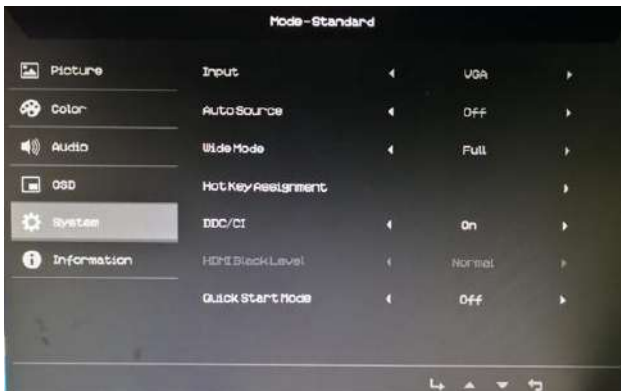 Mode-Standard
Picture
Input VGA
Color
Auto Source Off
Audio
Wide Mode Full
OSD
Hot Key Assignment
System
DDC/CI On
Information
HDMI Black Level Normal
Quick Start Mode Off